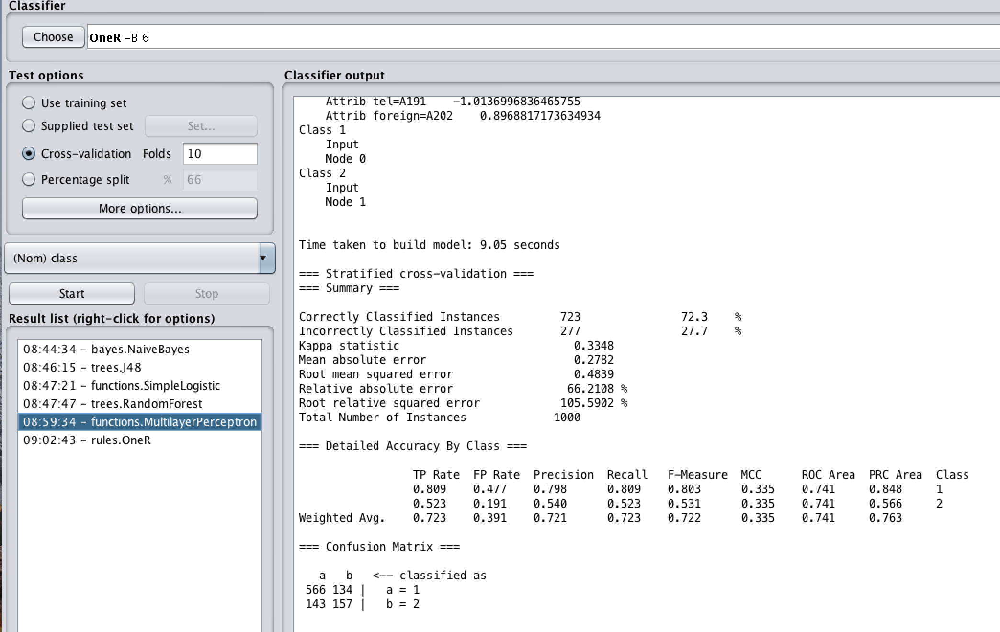 Classifier
Choose OneR -B 6
Test options
Use training set
Supplied test set Set...
Cross-validation Folds 10
Percentage split % 66
More options...
(Nom) class
Start Stop
Result list (right-click for options)
08:44:34 - bayes.NaiveBayes
08:46:15 - trees.J48
08:47:21 - functions.SimpleLogistic
08:47:47 - trees.RandomForest
08:59:34 - functions.MultilayerPerceptron
09:02:43 - rules.OneR
Classifier output
Attrib tel=A191 -1.0136996836465755
Attrib foreign=A202 0.8968817173634934
Class 1
Input
Node 0
Class 2
Input
Node 1
Time taken to build model: 9.05 seconds
=== Stratified cross-validation ===
=== Summary ===
Correctly Classified Instances 723 72.3 %
Incorrectly Classified Instances 277 27.7 %
Kappa statistic 0.3348
Mean absolute error 0.2782
Root mean squared error 0.4839
Relative absolute error 66.2108 %
Root relative squared error 105.5902 %
Total Number of Instances 1000
=== Detailed Accuracy By Class ===
TP Rate FP Rate Precision Recall F-Measure MCC ROC Area PRC Area Class
0.809 0.477 0.798 0.809 0.803 0.335 0.741 0.848 1
0.523 0.191 0.540 0.523 0.531 0.335 0.741 0.566 2
Weighted Avg. 0.723 0.391 0.721 0.723 0.722 0.335 0.741 0.763
=== Confusion Matrix ===
a b <-- classified as
566 134 | a = 1
143 157 | b = 2